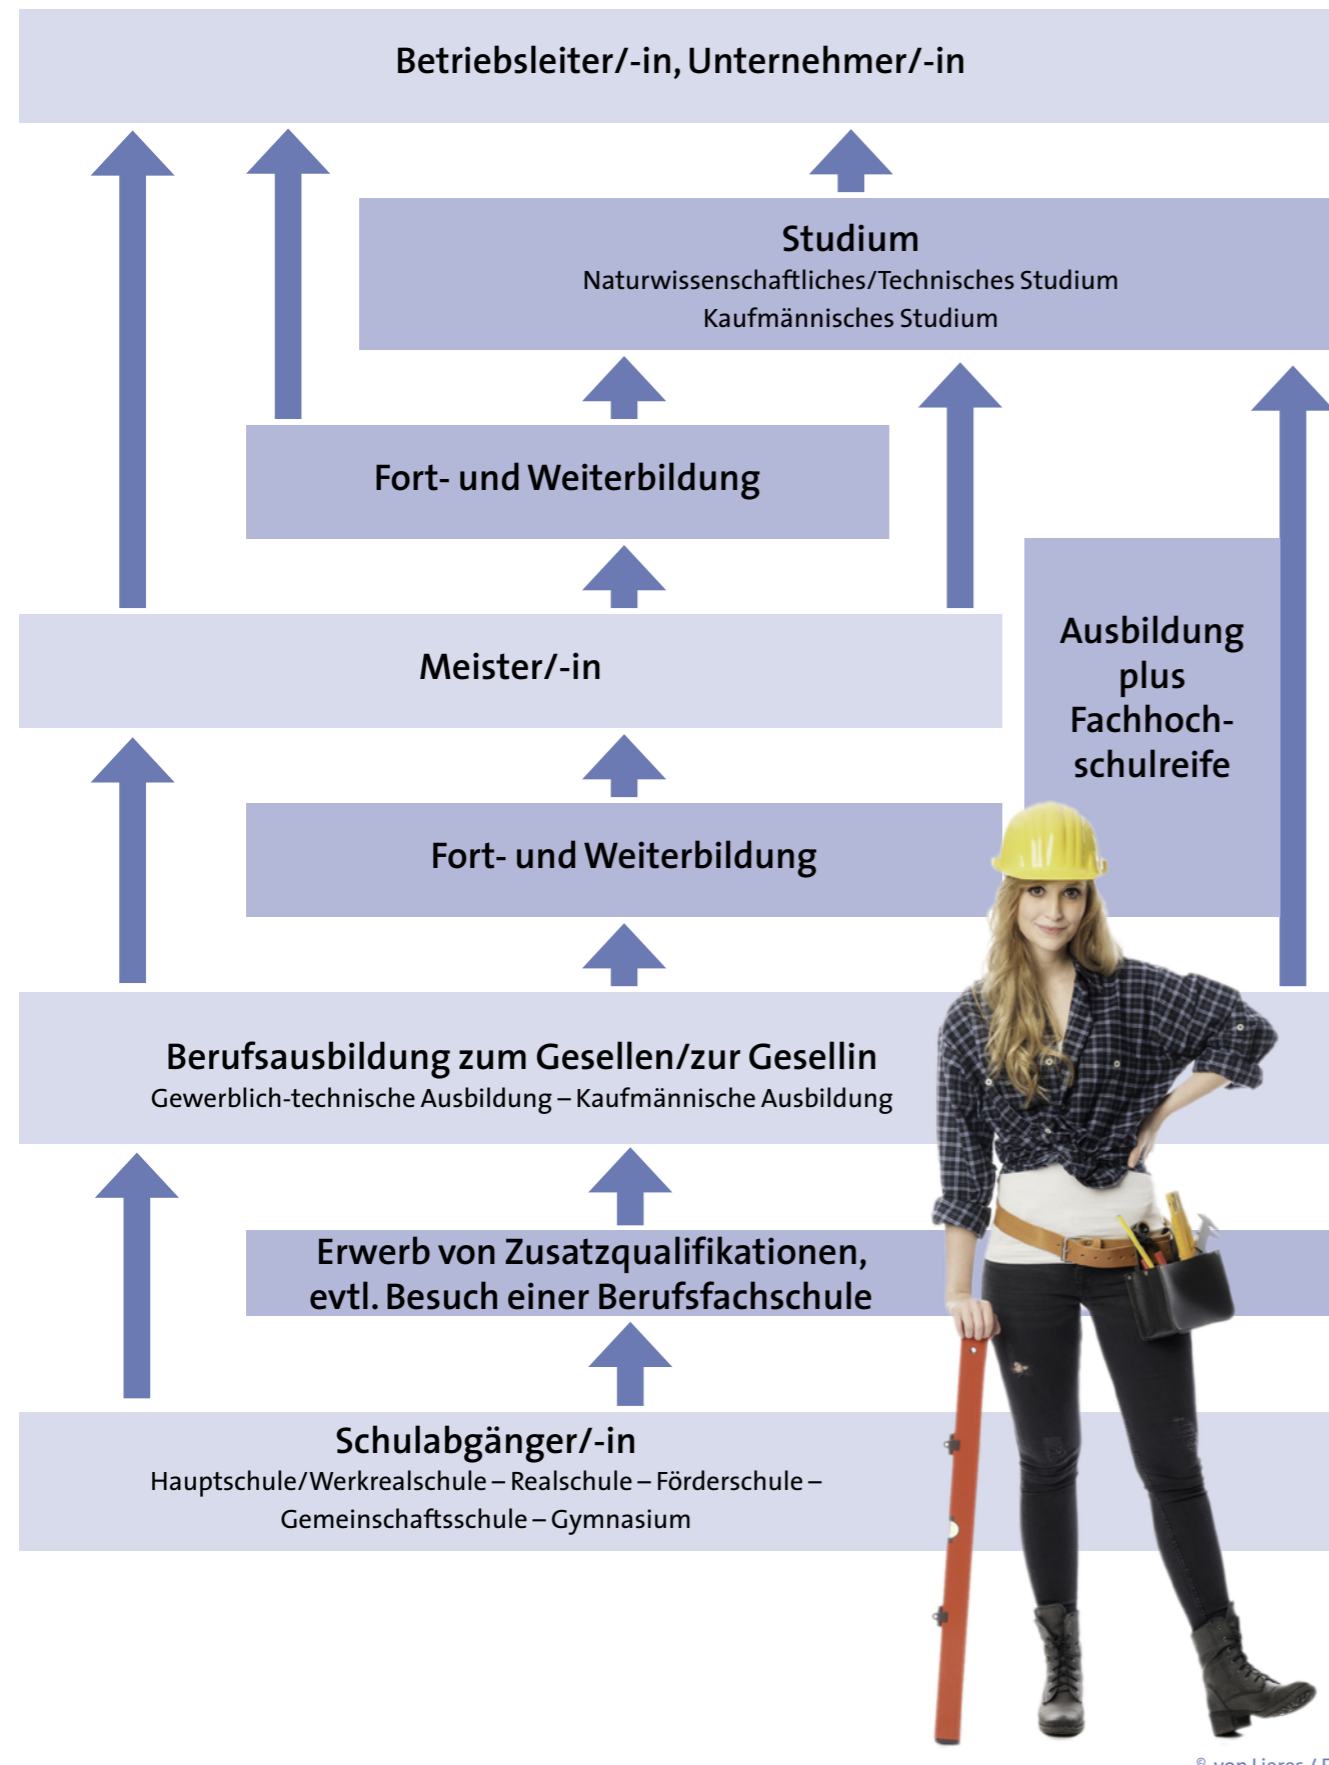 Betriebsleiter/-in, Unternehmer/-in
Studium
Naturwissenschaftliches/Technisches Studium
Kaufmännisches Studium
Fort- und Weiterbildung
Meister/-in
Ausbildung
plus
Fachhoch-
schulreife
Fort- und Weiterbildung
Berufsausbildung zum Gesellen/zur Gesellin
Gewerblich-technische Ausbildung – Kaufmännische Ausbildung
Erwerb von Zusatzqualifikationen,
evtl. Besuch einer Berufsfachschule
Schulabgänger/-in
Hauptschule/Werkrealschule – Realschule – Förderschule –
Gemeinschaftsschule – Gymnasium